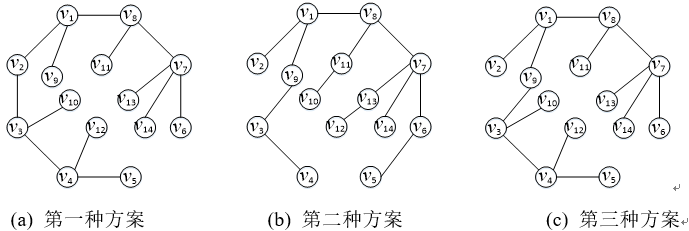 v₁ v₈ v₁ v₈ v₁ v₈
v₂ v₉ v₁₁ v₇ v₂ v₉ v₁₁ v₇ v₂ v₉ v₁₁ v₇
v₁₀ v₁₃ v₁₀ v₁₃ v₁₀ v₁₃
v₃ v₁₂ v₁₄ v₆ v₃ v₁₂ v₁₄ v₆ v₃ v₁₂ v₁₄ v₆
v₄ v₅ v₄ v₅ v₄ v₅
(a) 第一种方案 (b) 第二种方案 (c) 第三种方案